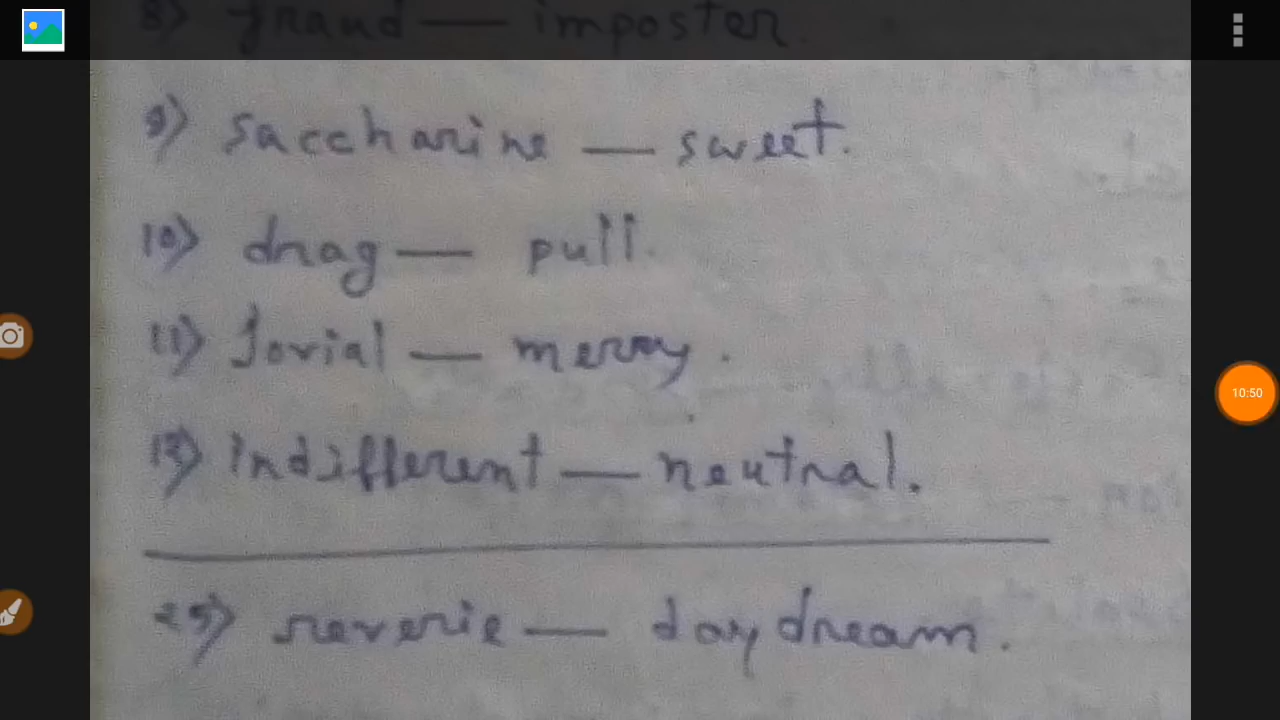 8) fraud — imposter.
9) saccharine — sweet.
10) drag — pull.
11) Jovial — merry.
12) indifferent — neutral.
25) reverie — daydream.
10:50